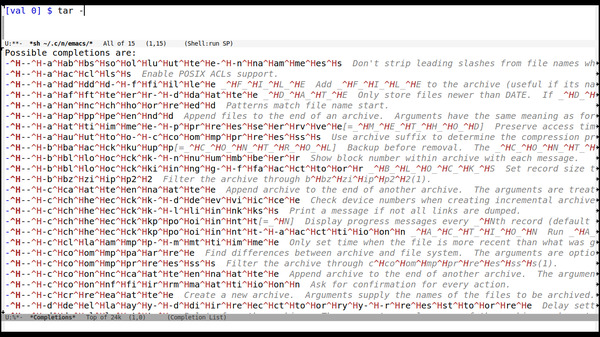 [val 0] $ tar -
U:**-  *sh ~/.c/n/emacs/*   All of 15   (1,15)     (Shell:run SP)
Possible completions are:
-^H--^H-a^Hab^Hbs^Hso^Hol^Hlu^Hut^Hte^He-^H-n^Hna^Ham^Hme^Hes^Hs  Don't strip leading slashes from file names wh
-^H--^H-a^Hac^Hcl^Hls^Hs  Enable POSIX ACLs support.
-^H--^H-a^Had^Hdd^Hd-^H-f^Hfi^Hil^Hle^He  _^HF_^HI_^HL_^HE  Add  _^HF_^HI_^HL_^HE to the archive (useful if its na
-^H--^H-a^Haf^Hft^Hte^Her^Hr-^H-d^Hda^Hat^Hte^He  _^HD_^HA_^HT_^HE  Only store files newer than DATE.  If  _^HD_^H
-^H--^H-a^Han^Hnc^Hch^Hho^Hor^Hre^Hed^Hd  Patterns match file name start.
-^H--^H-a^Hap^Hpp^Hpe^Hen^Hnd^Hd  Append files to the end of an archive.  Arguments have the same meaning as for
-^H--^H-a^Hat^Hti^Him^Hme^He-^H-p^Hpr^Hre^Hes^Hse^Her^Hrv^Hve^He[=_^HM_^HE_^HT_^HH_^HO_^HD]  Preserve access tim
-^H--^H-a^Hau^Hut^Hto^Ho-^H-c^Hco^Hom^Hmp^Hpr^Hre^Hes^Hss^Hs  Use archive suffix to determine the compression pr
-^H--^H-b^Hba^Hac^Hck^Hku^Hup^Hp[=_^HC_^HO_^HN_^HT_^HR_^HO_^HL]  Backup before removal.  The  _^HC_^HO_^HN_^HT_^H
-^H--^H-b^Hbl^Hlo^Hoc^Hck^Hk-^H-n^Hnu^Hum^Hmb^Hbe^Her^Hr  Show block number within archive with each message.
-^H--^H-b^Hbl^Hlo^Hoc^Hck^Hki^Hin^Hng^Hg-^H-f^Hfa^Hac^Hct^Hto^Hor^Hr  _^HB_^HL_^HO_^HC_^HK_^HS  Set record size t
-^H--^H-b^Hbz^Hzi^Hip^Hp2^H2  Filter the archive through b^Hbz^Hzi^Hip^Hp2^H2(1).
-^H--^H-c^Hca^Hat^Hte^Hen^Hna^Hat^Hte^He  Append archive to the end of another archive.  The arguments are treat
-^H--^H-c^Hch^Hhe^Hec^Hck^Hk-^H-d^Hde^Hev^Hvi^Hic^Hce^He  Check device numbers when creating incremental archive
-^H--^H-c^Hch^Hhe^Hec^Hck^Hk-^H-l^Hli^Hin^Hnk^Hks^Hs  Print a message if not all links are dumped.
-^H--^H-c^Hch^Hhe^Hec^Hck^Hkp^Hpo^Hoi^Hin^Hnt^Ht[=_^HN]  Display progress messages every  _^HNth record (default
-^H--^H-c^Hch^Hhe^Hec^Hck^Hkp^Hpo^Hoi^Hin^Hnt^Ht-^H-a^Hac^Hct^Hti^Hio^Hon^Hn  _^HA_^HC_^HT_^HI_^HO_^HN  Run  _^HA
-^H--^H-c^Hcl^Hla^Ham^Hmp^Hp-^H-m^Hmt^Hti^Him^Hme^He  Only set time when the file is more recent than what was g
-^H--^H-c^Hco^Hom^Hmp^Hpa^Har^Hre^He  Find differences between archive and file system.  The arguments are optio
-^H--^H-c^Hco^Hom^Hmp^Hpr^Hre^Hes^Hss^Hs  Filter the archive through c^Hco^Hom^Hmp^Hpr^Hre^Hes^Hss^Hs(1).
-^H--^H-c^Hco^Hon^Hnc^Hca^Hat^Hte^Hen^Hna^Hat^Hte^He  Append archive to the end of another archive.  The argumen
-^H--^H-c^Hco^Hon^Hnf^Hfi^Hir^Hrm^Hma^Hat^Hti^Hio^Hon^Hn  Ask for confirmation for every action.
-^H--^H-c^Hcr^Hre^Hea^Hat^Hte^He  Create a new archive.  Arguments supply the names of the files to be archived.
-^H--^H-d^Hde^Hel^Hla^Hay^Hy-^H-d^Hdi^Hir^Hre^Hec^Hct^Hto^Hor^Hry^Hy-^H-r^Hre^Hes^Hst^Hto^Hor^Hre^He  Delay sett
U:%*-  *Completions*   Top of 24k  (1,0)      (Completion List)